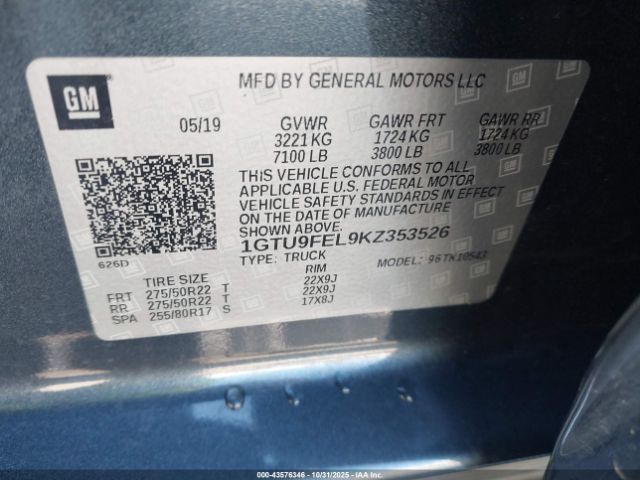 GM
MFD BY GENERAL MOTORS LLC
05/19 GVWR GAWR FRT GAWR RR
3221 KG 1724 KG 1724 KG
7100 LB 3800 LB 3800 LB
THIS VEHICLE CONFORMS TO ALL
APPLICABLE U.S. FEDERAL MOTOR
VEHICLE SAFETY STANDARDS IN EFFECT
ON THE DATE OF MANUFACTURE
1GTU9FEL9KZ353526
TYPE: TRUCK MODEL: 96TK10543
626D
TIRE SIZE RIM
FRT 275/50R22 T 22X9J
RR 275/50R22 T 22X9J
SPA 255/80R17 S 17X8J
000-43576346 - 10/31/2025 - IAA, Inc.